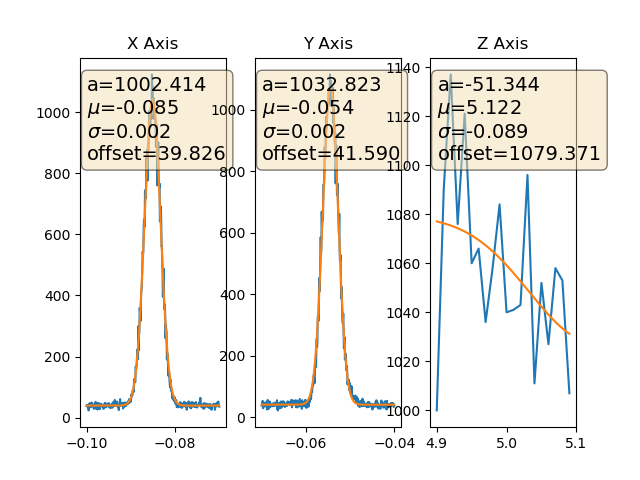 X Axis
Y Axis
Z Axis
a=1002.414
μ=-0.085
σ=0.002
offset=39.826
a=1032.823
μ=-0.054
σ=0.002
offset=41.590
a=-51.344
μ=5.122
σ=-0.089
offset=1079.371
1000
800
600
400
200
0
−0.10
−0.08
1000
800
600
400
200
0
−0.06
−0.04
1140
1120
1100
1080
1060
1040
1020
1000
4.9
5.0
5.1